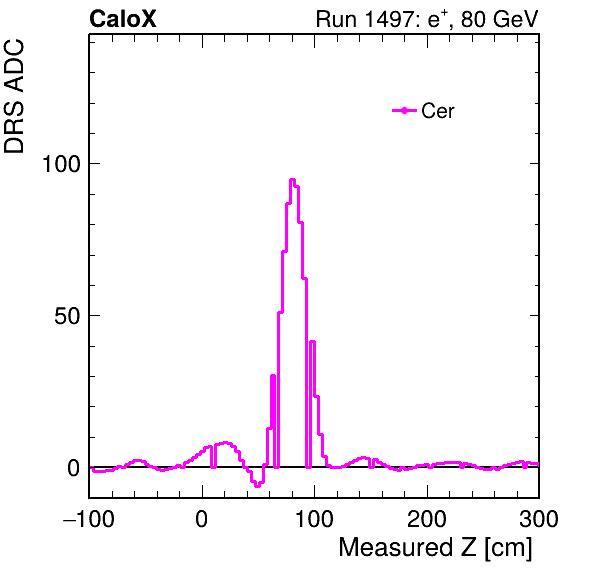 CaloX Run 1497: e⁺, 80 GeV
DRS ADC
Cer
100
50
0
−100 0 100 200 300
Measured Z [cm]